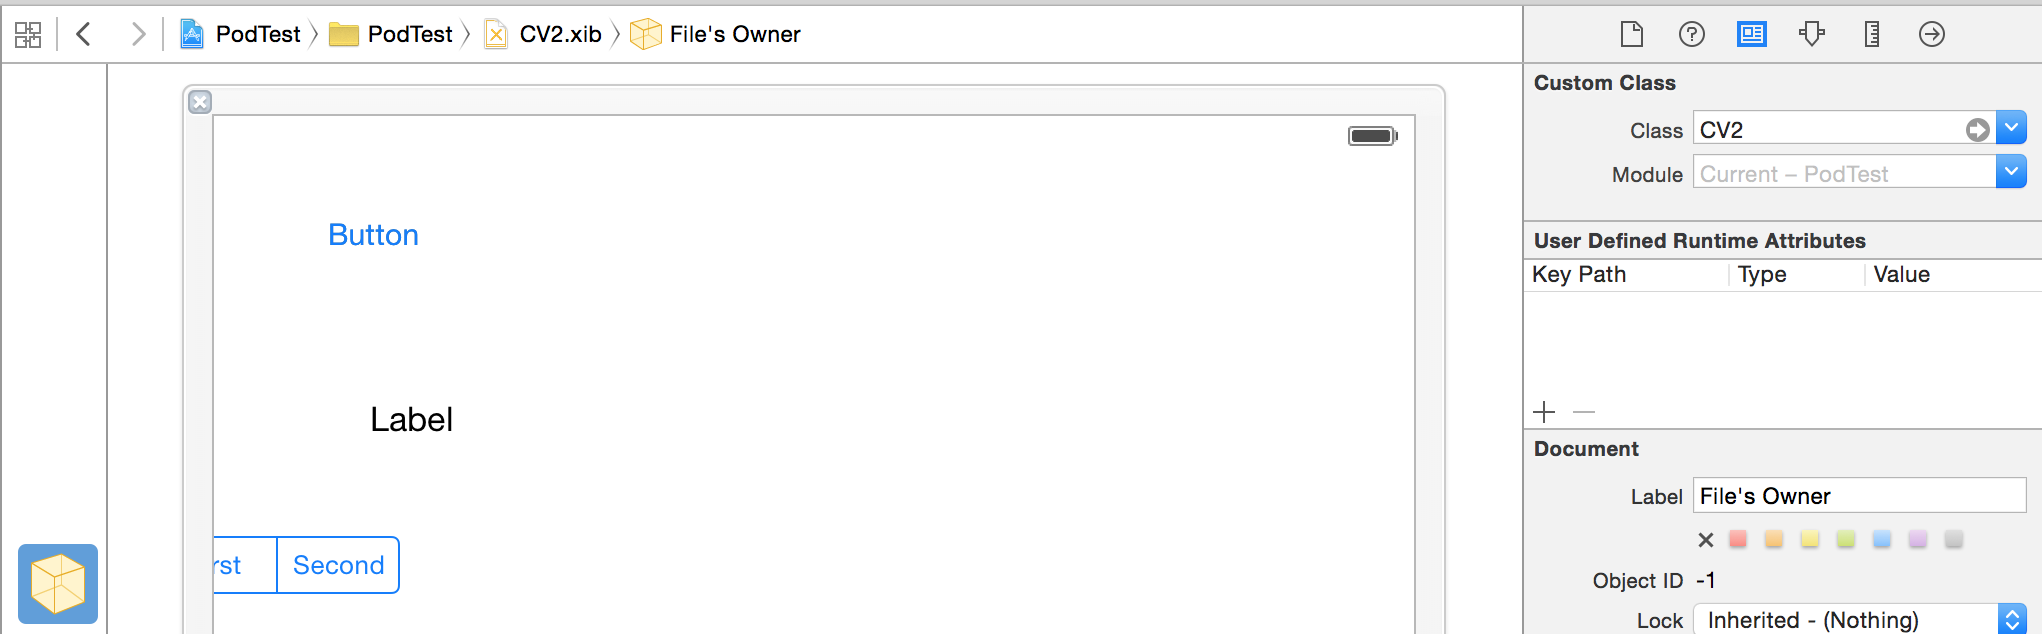 PodTest PodTest CV2.xib File's Owner
Button
Label
rst Second
Custom Class
Class CV2
Module Current – PodTest
User Defined Runtime Attributes
Key Path Type Value
Document
Label File's Owner
Object ID -1
Lock Inherited - (Nothing)